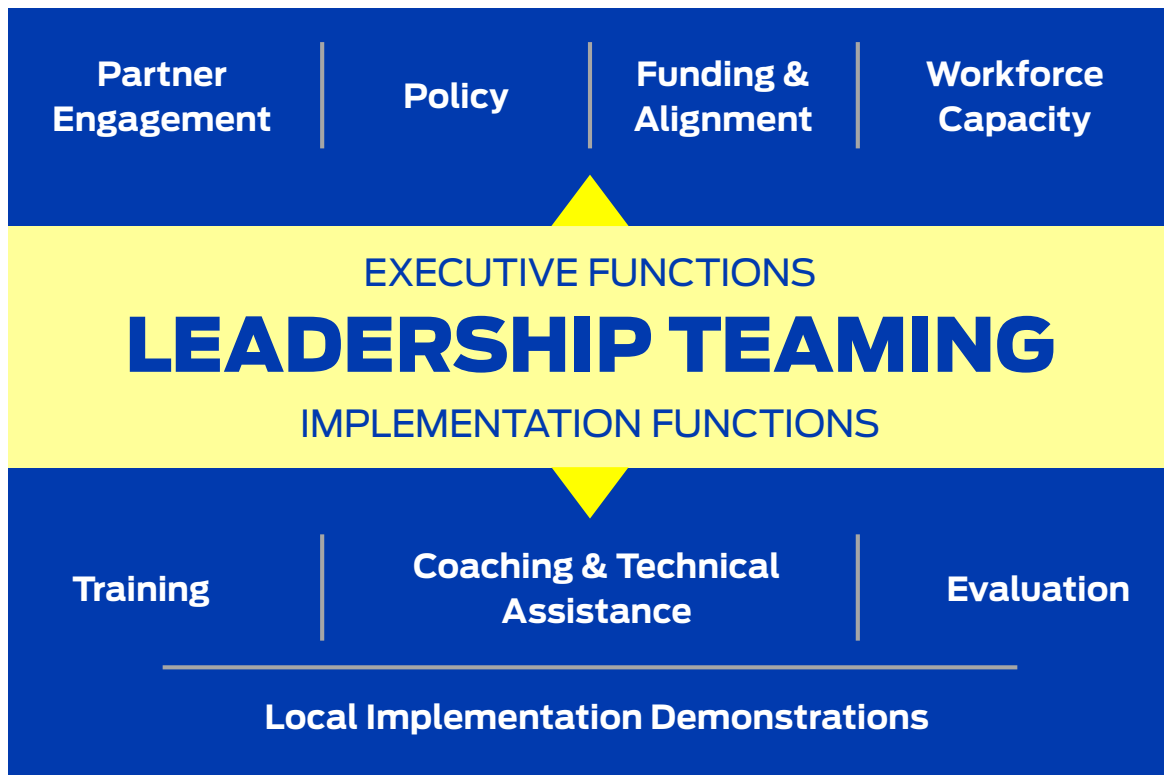 Partner
Engagement
Policy
Funding &
Alignment
Workforce
Capacity
EXECUTIVE FUNCTIONS
LEADERSHIP TEAMING
IMPLEMENTATION FUNCTIONS
Training
Coaching & Technical
Assistance
Evaluation
Local Implementation Demonstrations